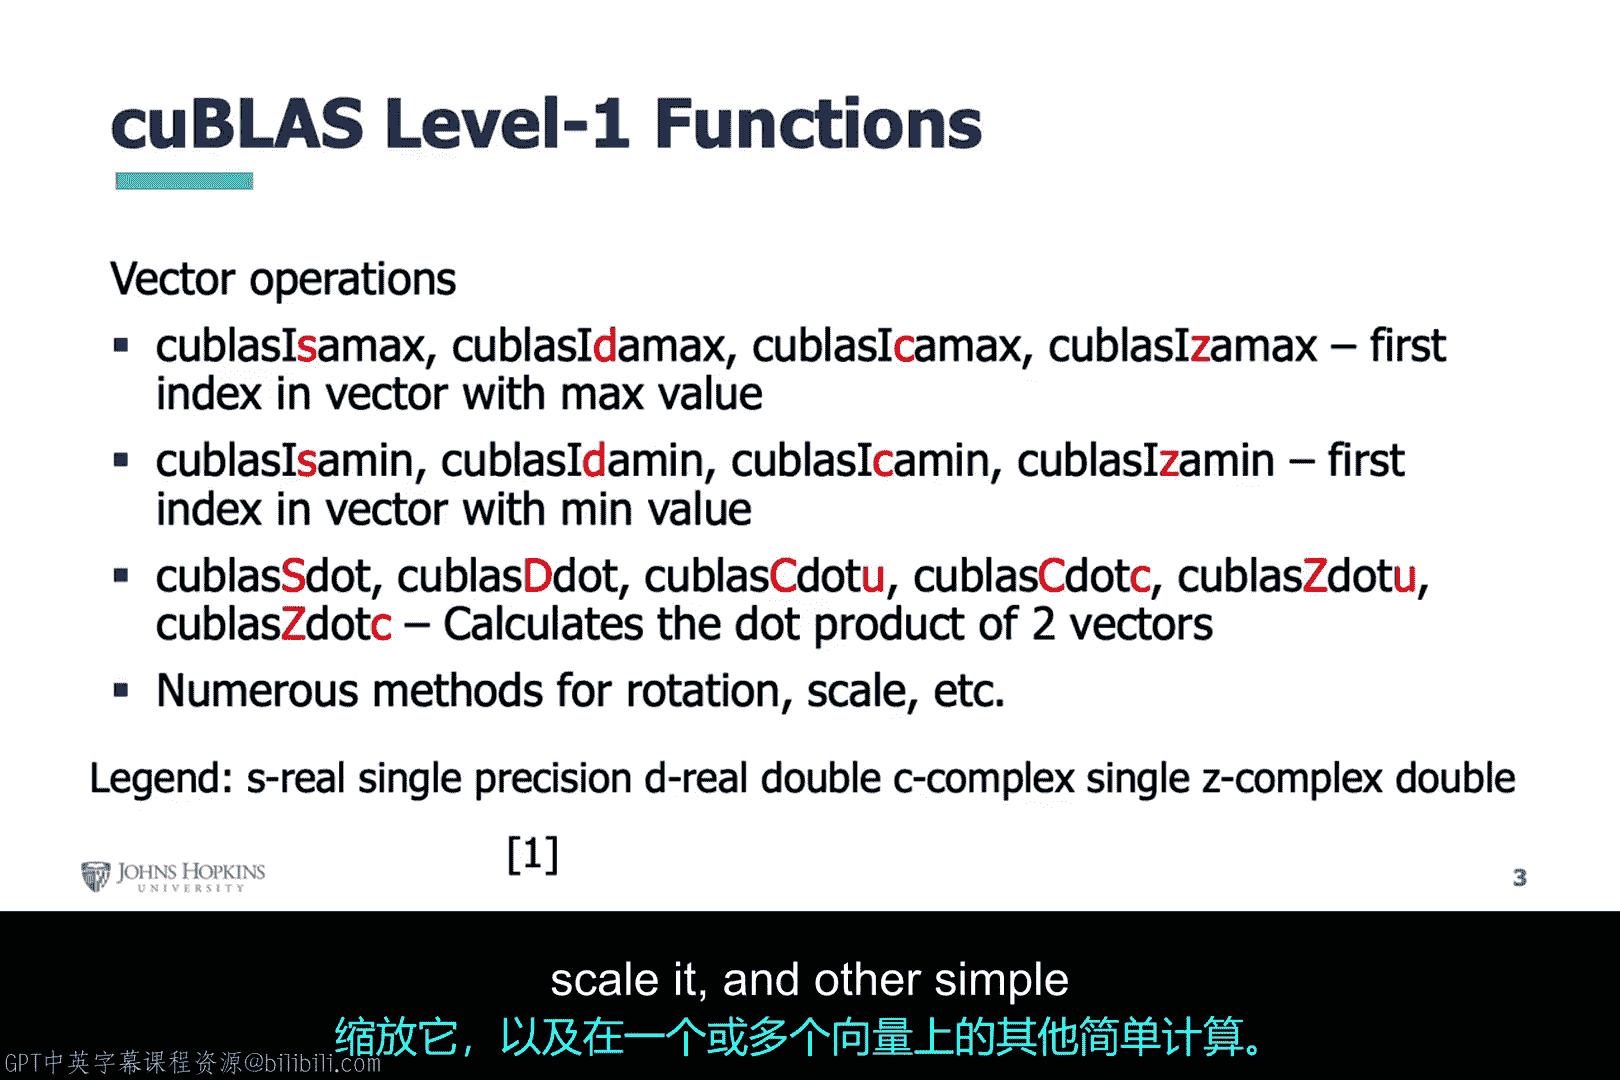 cuBLAS Level-1 Functions
Vector operations
▪ cublasIsamax, cublasIdamax, cublasIcamax, cublasIzamax – first
index in vector with max value
▪ cublasIsamin, cublasIdamin, cublasIcamin, cublasIzamin – first
index in vector with min value
▪ cublasSdot, cublasDdot, cublasCdotu, cublasCdotc, cublasZdotu,
cublasZdotc – Calculates the dot product of 2 vectors
▪ Numerous methods for rotation, scale, etc.
Legend: s-real single precision d-real double c-complex single z-complex double
[1]
JOHNS HOPKINS
UNIVERSITY
3
scale it, and other simple
缩放它，以及在一个或多个向量上的其他简单计算。
GPT中英字幕课程资源@bilibili.com